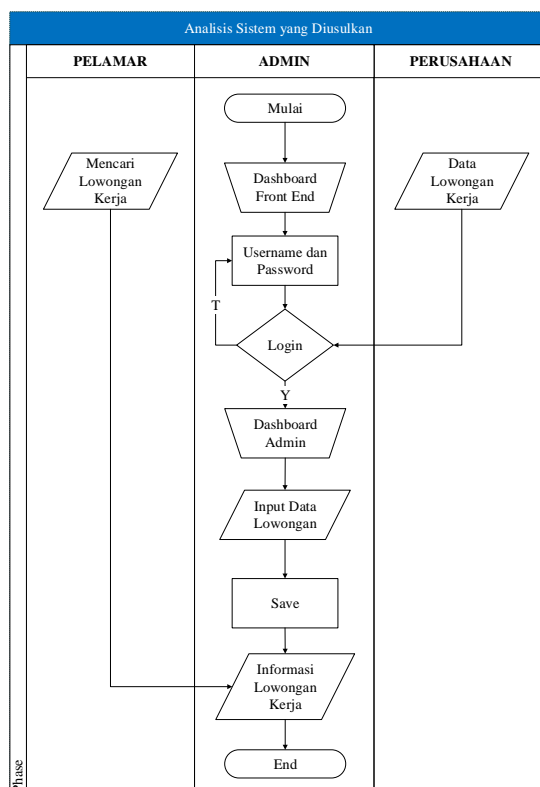 Analisis Sistem yang Diusulkan
PELAMAR
ADMIN
PERUSAHAAN
Mulai
Mencari
Lowongan
Kerja
Dashboard
Front End
Data
Lowongan
Kerja
Username dan
Password
T
Login
Y
Dashboard
Admin
Input Data
Lowongan
Save
Informasi
Lowongan
Kerja
End
Phase